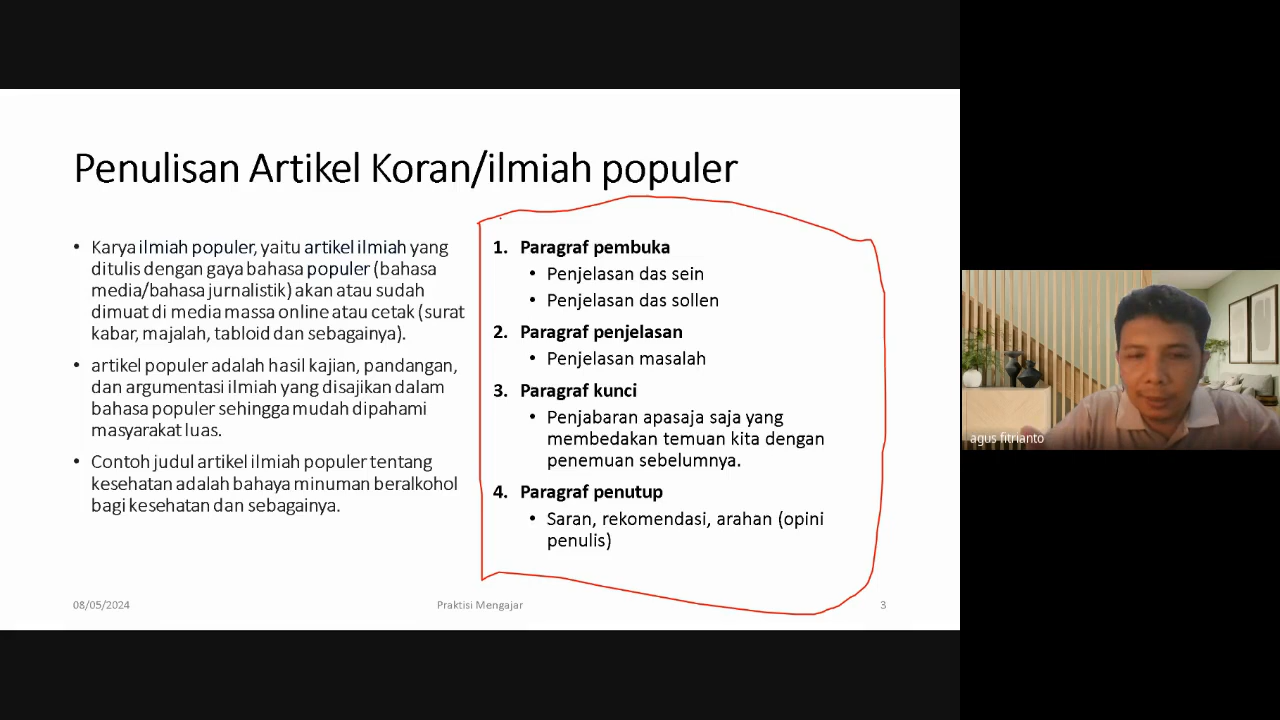 Penulisan Artikel Koran/ilmiah populer
• Karya ilmiah populer, yaitu artikel ilmiah yang
ditulis dengan gaya bahasa populer (bahasa
media/bahasa jurnalistik) akan atau sudah
dimuat di media massa online atau cetak (surat
kabar, majalah, tabloid dan sebagainya).
• artikel populer adalah hasil kajian, pandangan,
dan argumentasi ilmiah yang disajikan dalam
bahasa populer sehingga mudah dipahami
masyarakat luas.
• Contoh judul artikel ilmiah populer tentang
kesehatan adalah bahaya minuman beralkohol
bagi kesehatan dan sebagainya.
1. Paragraf pembuka
• Penjelasan das sein
• Penjelasan das sollen
2. Paragraf penjelasan
• Penjelasan masalah
3. Paragraf kunci
• Penjabaran apasaja saja yang
membedakan temuan kita dengan
penemuan sebelumnya.
4. Paragraf penutup
• Saran, rekomendasi, arahan (opini
penulis)
08/05/2024
Praktisi Mengajar
3
agus fitrianto